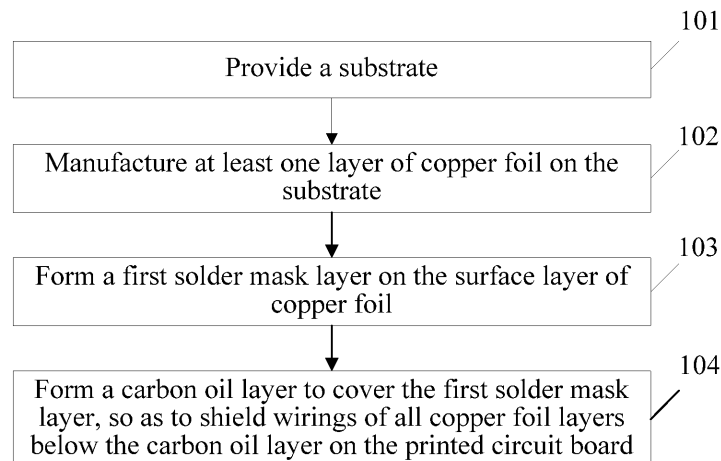 101
Provide a substrate
102
Manufacture at least one layer of copper foil on the
substrate
103
Form a first solder mask layer on the surface layer of
copper foil
104
Form a carbon oil layer to cover the first solder mask
layer, so as to shield wirings of all copper foil layers
below the carbon oil layer on the printed circuit board